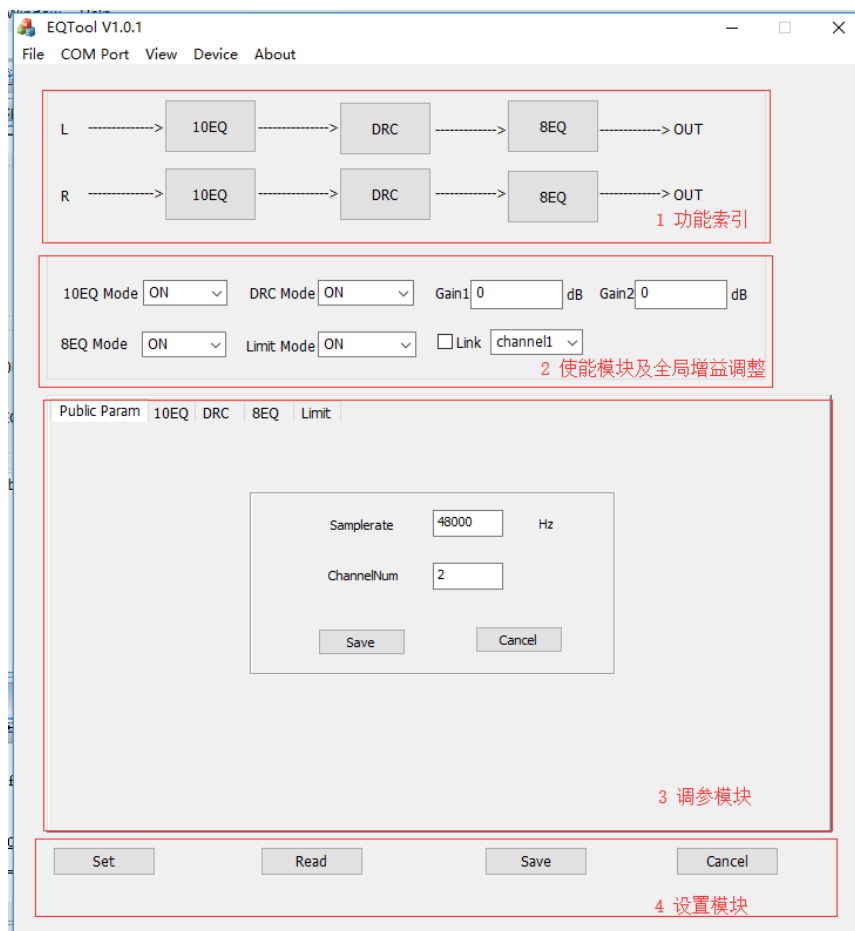 EQTool V1.0.1
File COM Port View Device About
L --------------> 10EQ --------------> DRC ------------> 8EQ ------------> OUT
R --------------> 10EQ --------------> DRC ------------> 8EQ ------------> OUT
1 功能索引
10EQ Mode ON DRC Mode ON Gain1 0 dB Gain2 0 dB
8EQ Mode ON Limit Mode ON Link channel1
2 使能模块及全局增益调整
Public Param 10EQ DRC 8EQ Limit
Samplerate 48000 Hz
ChannelNum 2
Save Cancel
3 调参模块
Set Read Save Cancel
4 设置模块